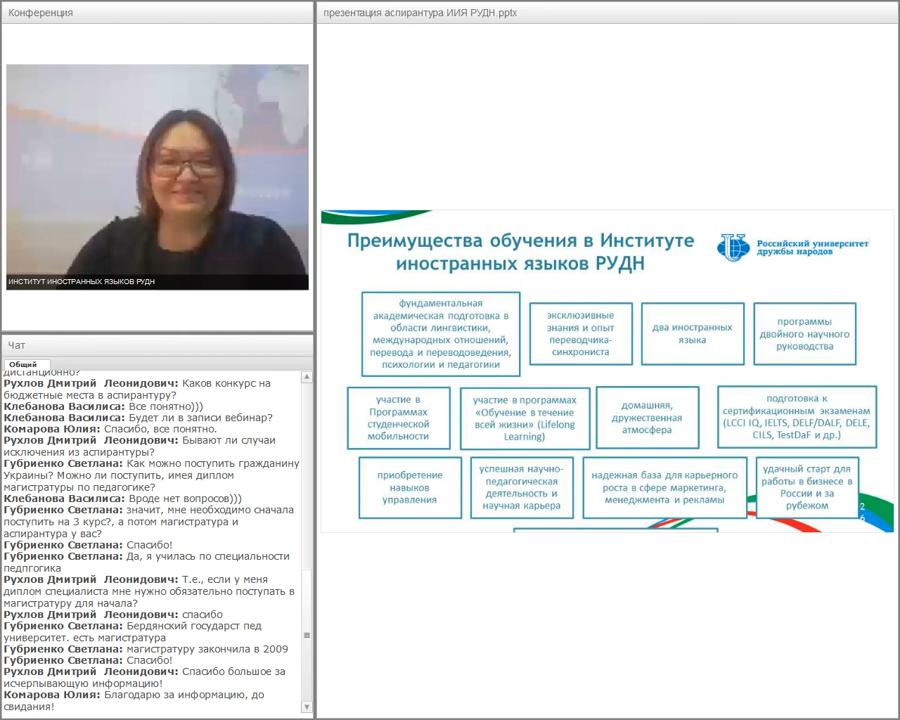 Конференция
ИНСТИТУТ ИНОСТРАННЫХ ЯЗЫКОВ РУДН
Чат
Общий
дистанционно?
Рухлов Дмитрий Леонидович: Каков конкурс на
бюджетные места в аспирантуру?
Клебанова Василиса: Все понятно)))
Клебанова Василиса: Будет ли в записи вебинар?
Комарова Юлия: Спасибо, все понятно.
Рухлов Дмитрий Леонидович: Бывают ли случаи
исключения из аспирантуры?
Губриенко Светлана: Как можно поступить гражданину
Украины? Можно ли поступить, имея диплом
магистратуры по педагогике?
Клебанова Василиса: Вроде нет вопросов)))
Губриенко Светлана: значит, мне необходимо сначала
поступить на 3 курс?, а потом магистратура и
аспирантура у вас?
Губриенко Светлана: Спасибо!
Губриенко Светлана: Да, я училась по специальности
педпгогика
Рухлов Дмитрий Леонидович: Т.е., если у меня
диплом специалиста мне нужно обязательно поступать в
магистратуру для начала?
Рухлов Дмитрий Леонидович: спасибо
Губриенко Светлана: Бердянский государст пед
университет. есть магистратура
Губриенко Светлана: магистратуру закончила в 2009
Губриенко Светлана: Спасибо!
Рухлов Дмитрий Леонидович: Спасибо большое за
исчерпывающую информацию!
Комарова Юлия: Благодарю за информацию, до
свидания!
презентация аспирантура ИИЯ РУДН.pptx
Преимущества обучения в Институте
иностранных языков РУДН
Российский университет
дружбы народов
фундаментальная
академическая подготовка в
области лингвистики,
международных отношений,
перевода и переводоведения,
психологии и педагогики
эксклюзивные
знания и опыт
переводчика-
синхрониста
два иностранных
языка
программы
двойного научного
руководства
участие в
Программах
студенческой
мобильности
участие в программах
«Обучение в течение
всей жизни» (Lifelong
Learning)
домашняя,
дружественная
атмосфера
подготовка к
сертификационным экзаменам
(LCCI IQ, IELTS, DELF/DALF, DELE,
CILS, TestDaF и др.)
приобретение
навыков
управления
успешная научно-
педагогическая
деятельность и
научная карьера
надежная база для карьерного
роста в сфере маркетинга,
менеджмента и рекламы
удачный старт для
работы в бизнесе в
России и за
рубежом
2
6